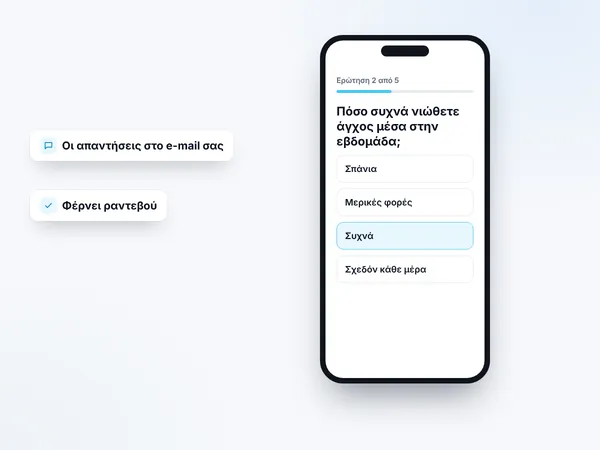 Οι απαντήσεις στο e-mail σας
Φέρνει ραντεβού
Ερώτηση 2 από 5
Πόσο συχνά νιώθετε
άγχος μέσα στην
εβδομάδα;
Σπάνια
Μερικές φορές
Συχνά
Σχεδόν κάθε μέρα